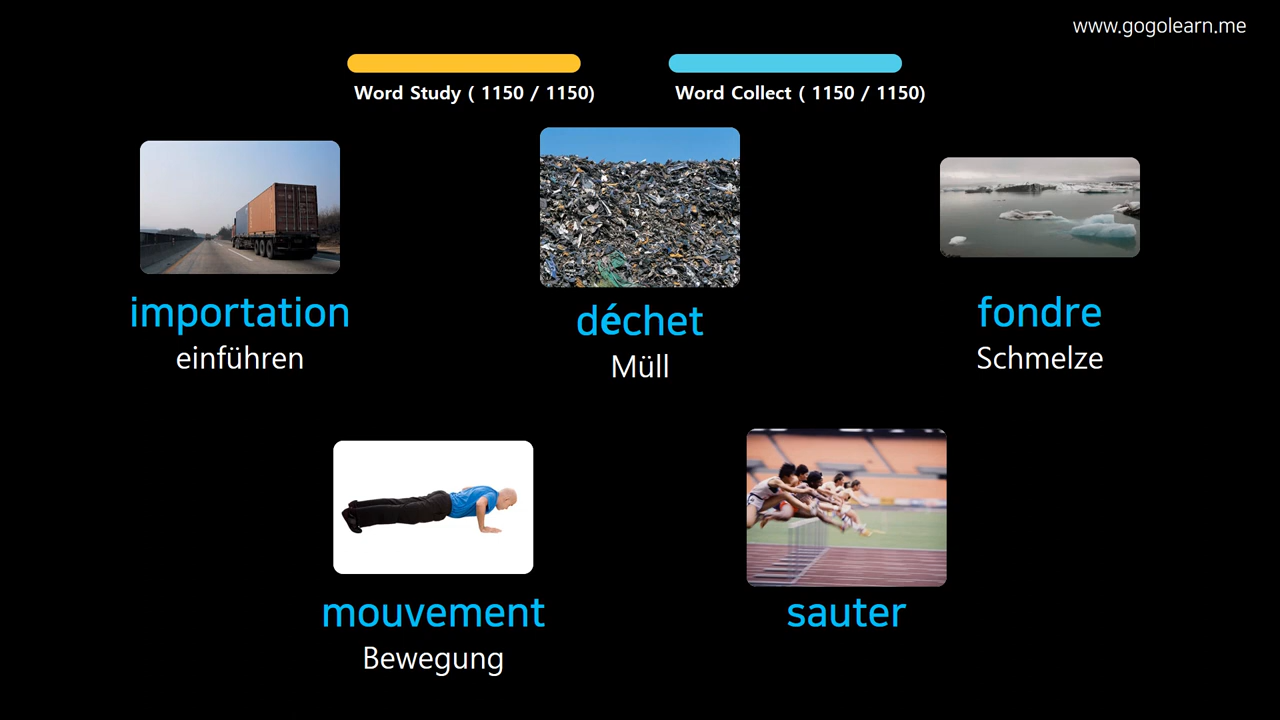 www.gogolearn.me
Word Study ( 1150 / 1150)
Word Collect ( 1150 / 1150)
importation
einführen
déchet
Müll
fondre
Schmelze
mouvement
Bewegung
sauter